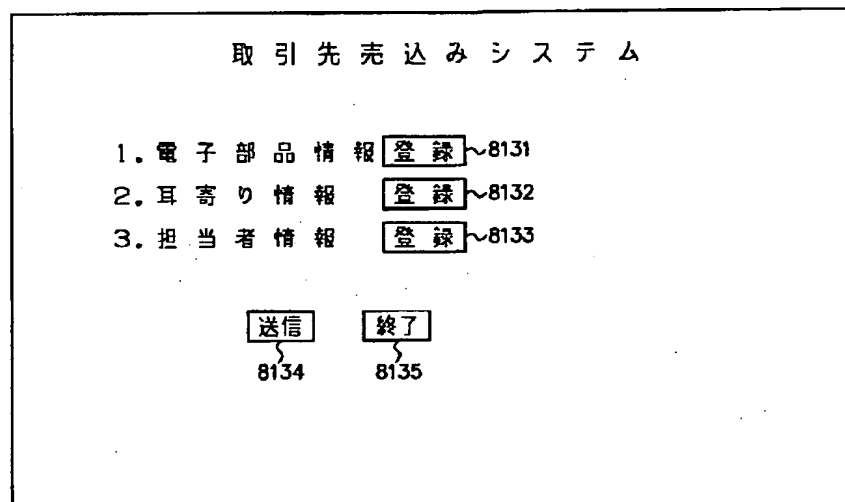 取引先売込みシステム
1. 電子部品情報 登録 8131
2. 耳寄り情報 登録 8132
3. 担当者情報 登録 8133
送信 終了
8134 8135